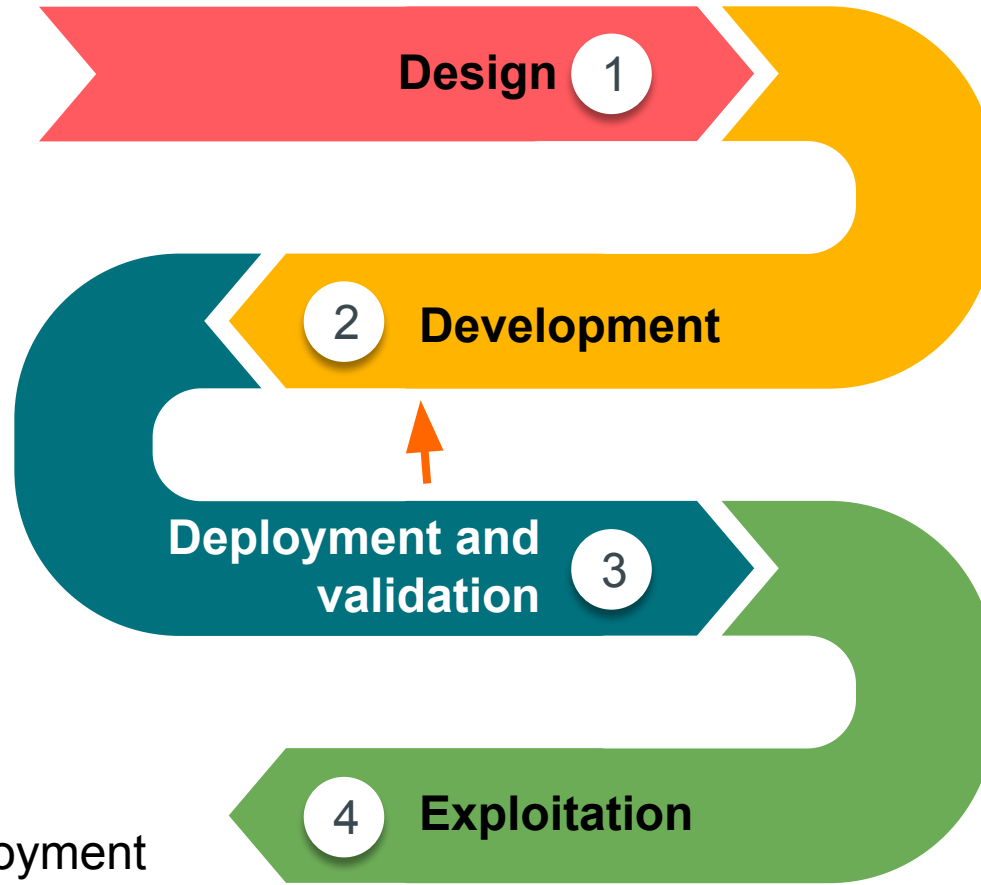 Design 1
2 Development
Deployment and
validation 3
4 Exploitation
oyment